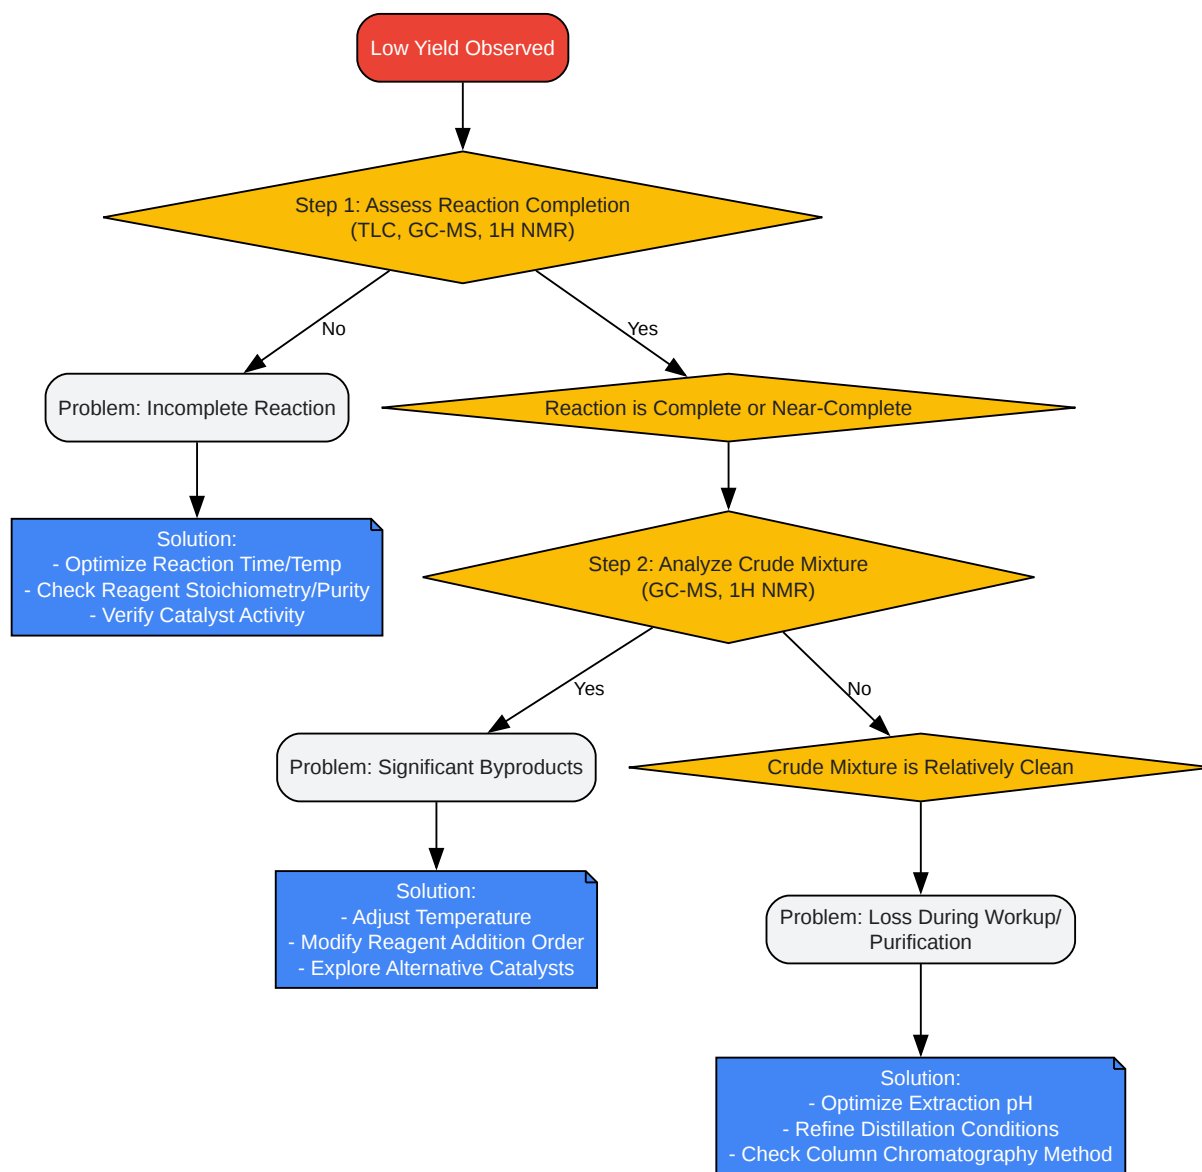 Low Yield Observed
Step 1: Assess Reaction Completion
(TLC, GC-MS, 1H NMR)
No
Yes
Problem: Incomplete Reaction
Reaction is Complete or Near-Complete
Solution:
- Optimize Reaction Time/Temp
- Check Reagent Stoichiometry/Purity
- Verify Catalyst Activity
Step 2: Analyze Crude Mixture
(GC-MS, 1H NMR)
Yes
No
Problem: Significant Byproducts
Crude Mixture is Relatively Clean
Solution:
- Adjust Temperature
- Modify Reagent Addition Order
- Explore Alternative Catalysts
Problem: Loss During Workup/
Purification
Solution:
- Optimize Extraction pH
- Refine Distillation Conditions
- Check Column Chromatography Method